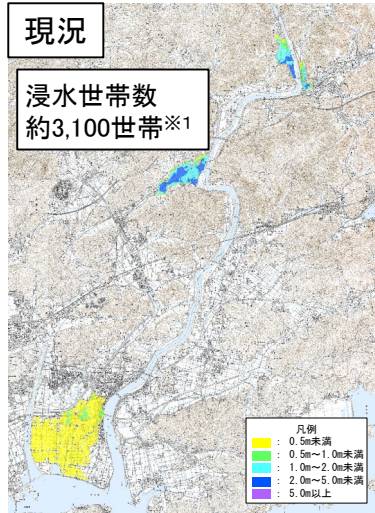 現況
浸水世帯数
約3,100世帯※1
凡例
: 0.5m未満
: 0.5m～1.0m未満
: 1.0m～2.0m未満
: 2.0m～5.0m未満
: 5.0m以上